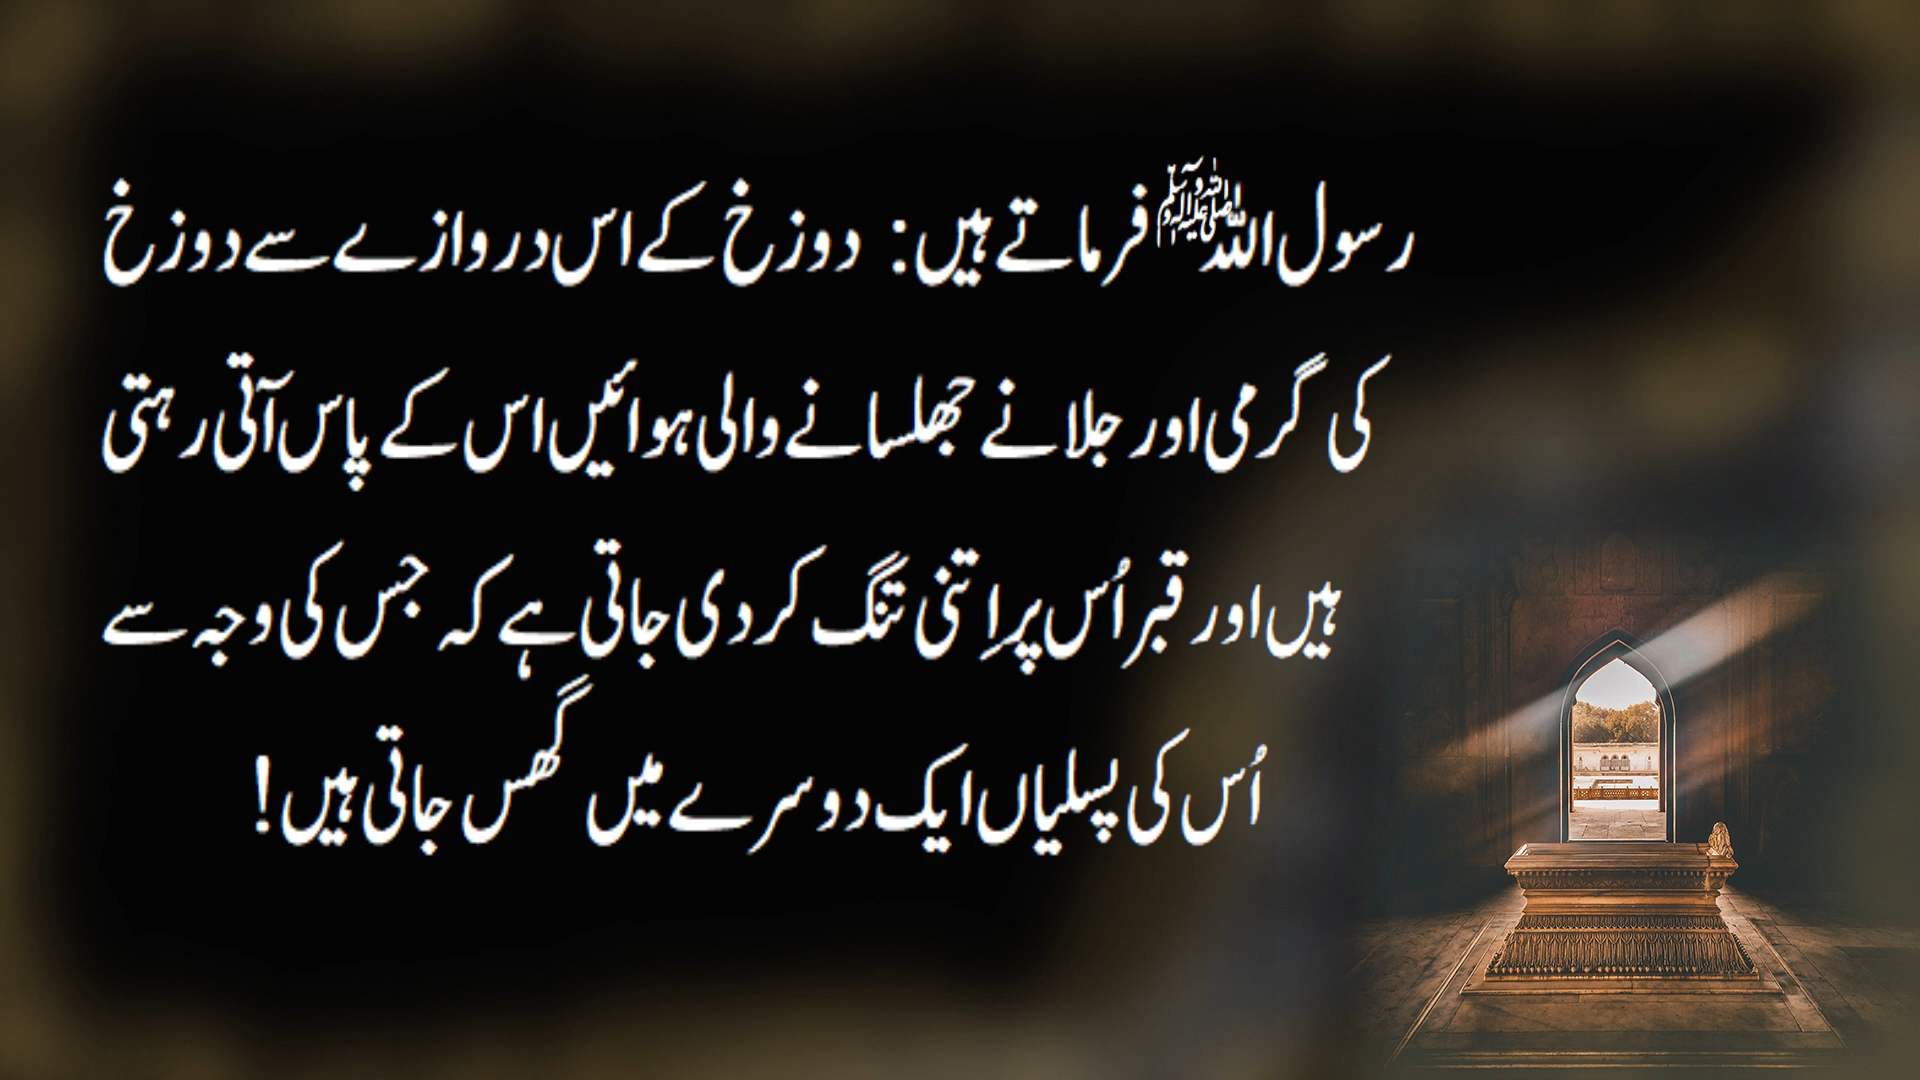 رسول اللہ ﷺ فرماتے ہیں: دوزخ کے اس دروازے سے دوزخ
کی گرمی اور جلانے جھلسانے والی ہوائیں اس کے پاس آتی رہتی
ہیں اور قبر اُس پر اِتنی تنگ کر دی جاتی ہے کہ جس کی وجہ سے
اُس کی پسلیاں ایک دوسرے میں گھس جاتی ہیں!